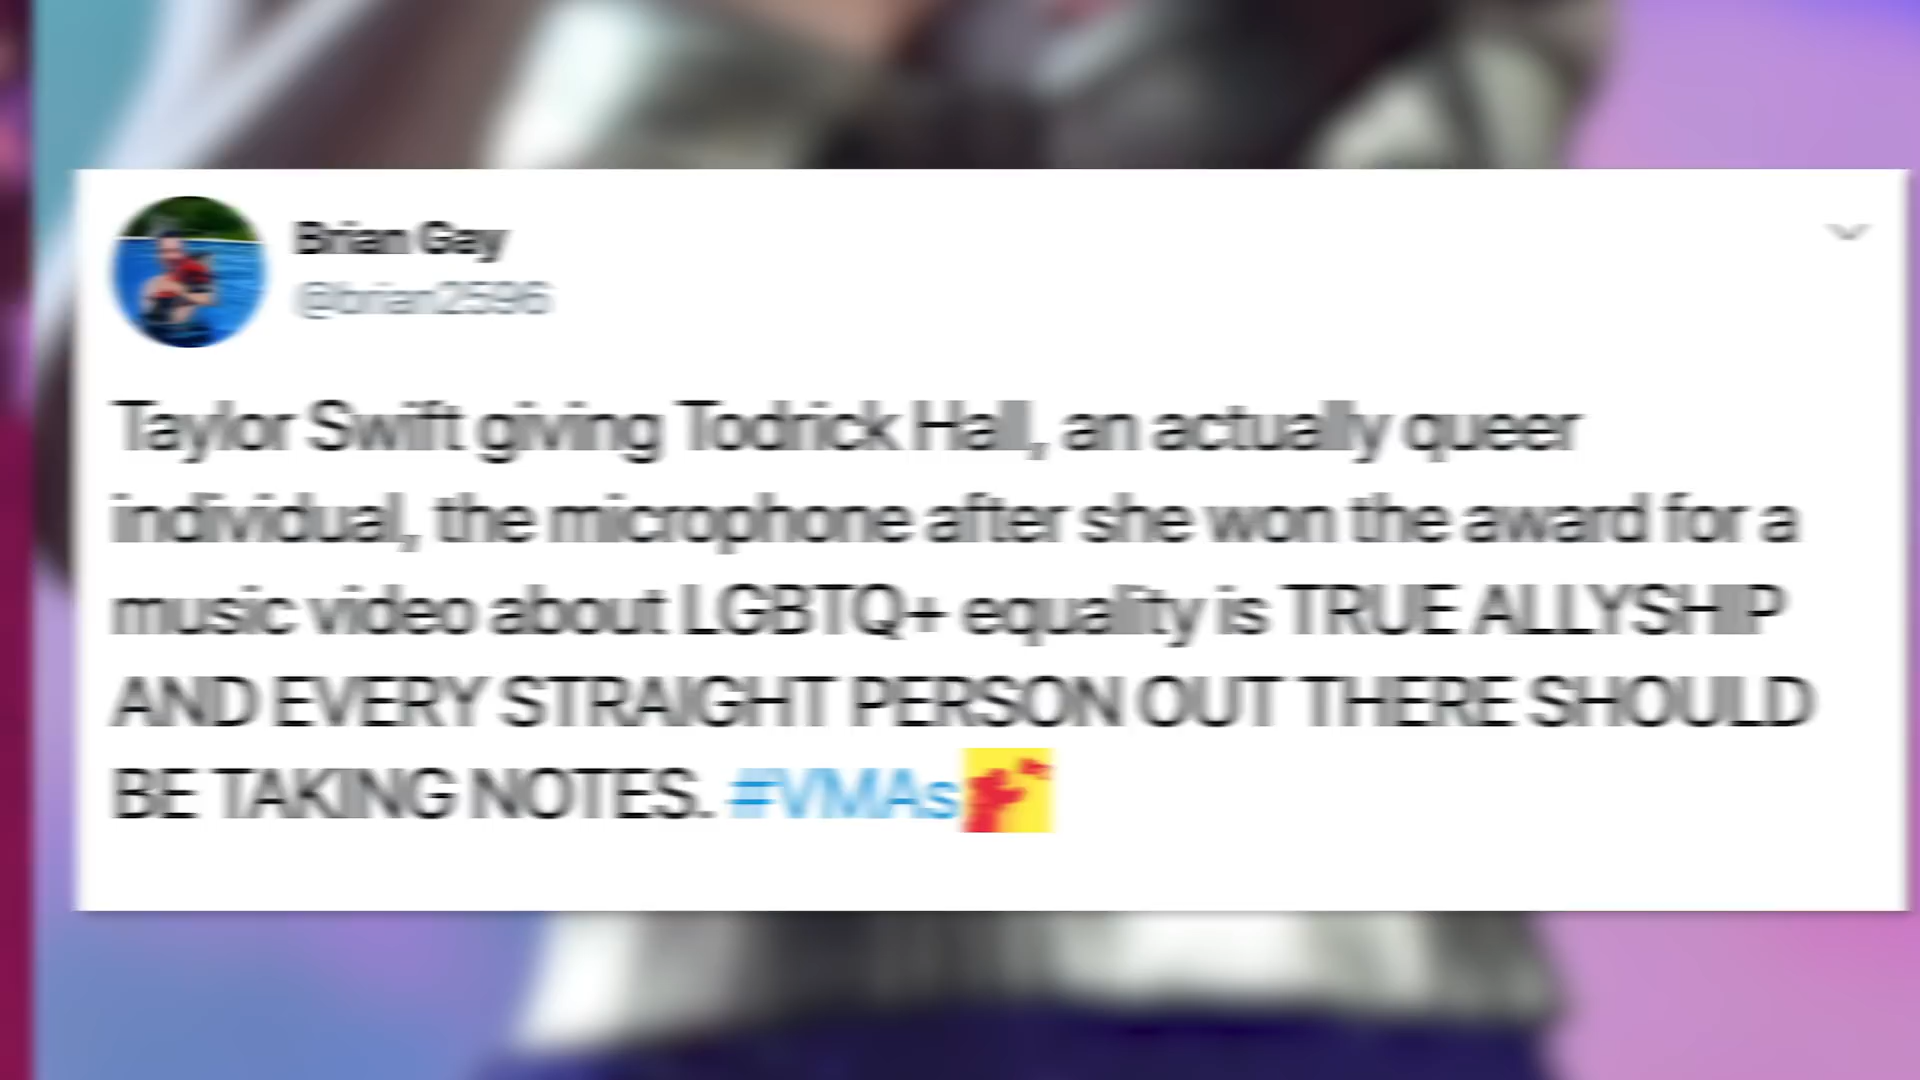 Brian Gay
@brian2596
Taylor Swift giving Todrick Hall, an actually queer
individual, the microphone after she won the award for a
music video about LGBTQ+ equality is TRUE ALLYSHIP
AND EVERY STRAIGHT PERSON OUT THERE SHOULD
BE TAKING NOTES. #VMAs